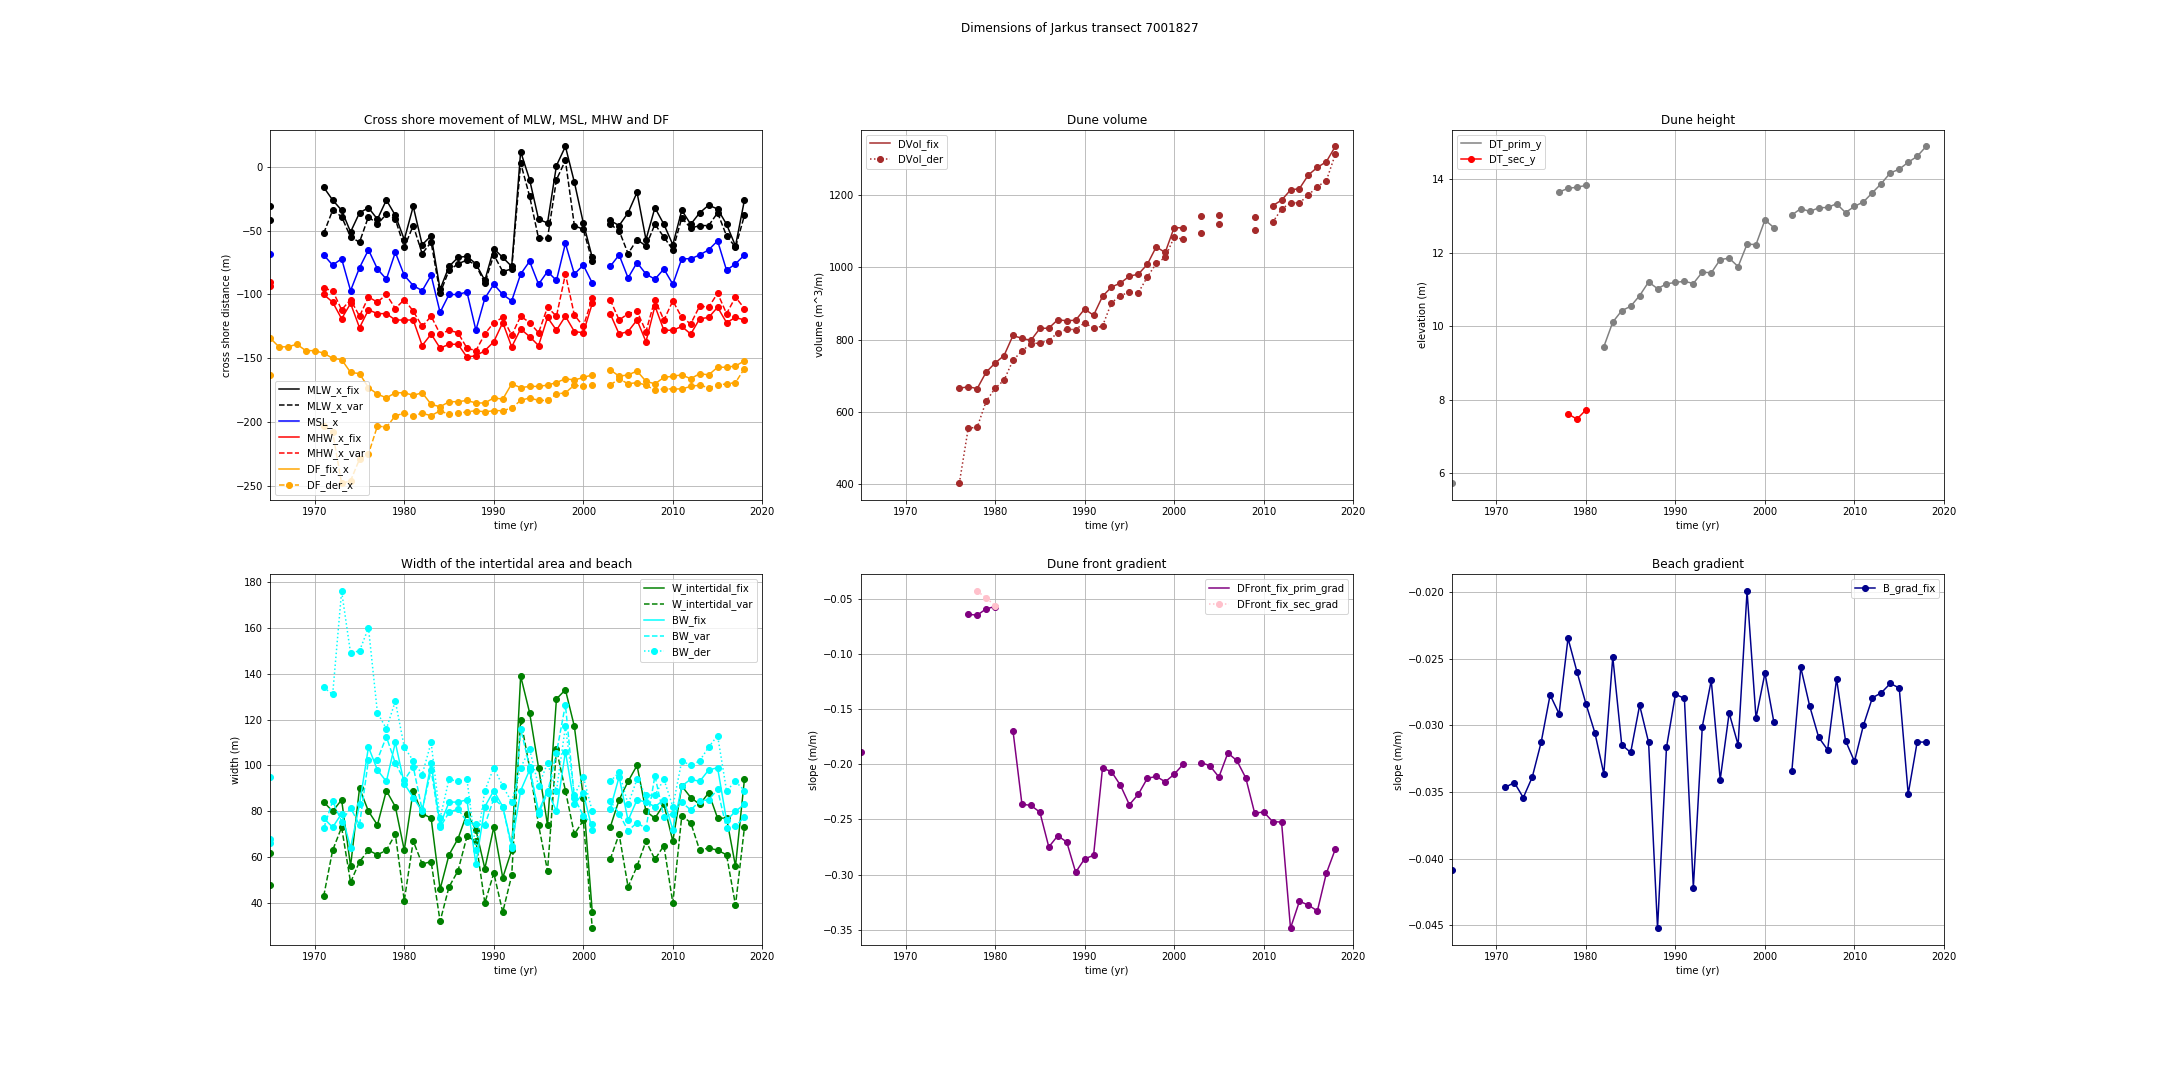 Dimensions of Jarkus transect 7001827
Cross shore movement of MLW, MSL, MHW and DF
cross shore distance (m)
0
−50
−100
−150
−200
−250
MLW_x_fix
MLW_x_var
MSL_x
MHW_x_fix
MHW_x_var
DF_fix_x
DF_der_x
1970 1980 1990 2000 2010 2020
time (yr)
Dune volume
volume (m^3/m)
1200
1000
800
600
400
DVol_fix
DVol_der
1970 1980 1990 2000 2010 2020
time (yr)
Dune height
elevation (m)
14
12
10
8
6
DT_prim_y
DT_sec_y
1970 1980 1990 2000 2010 2020
time (yr)
Width of the intertidal area and beach
width (m)
180
160
140
120
100
80
60
40
W_intertidal_fix
W_intertidal_var
BW_fix
BW_var
BW_der
1970 1980 1990 2000 2010 2020
time (yr)
Dune front gradient
slope (m/m)
−0.05
−0.10
−0.15
−0.20
−0.25
−0.30
−0.35
DFront_fix_prim_grad
DFront_fix_sec_grad
1970 1980 1990 2000 2010 2020
time (yr)
Beach gradient
slope (m/m)
−0.020
−0.025
−0.030
−0.035
−0.040
−0.045
B_grad_fix
1970 1980 1990 2000 2010 2020
time (yr)